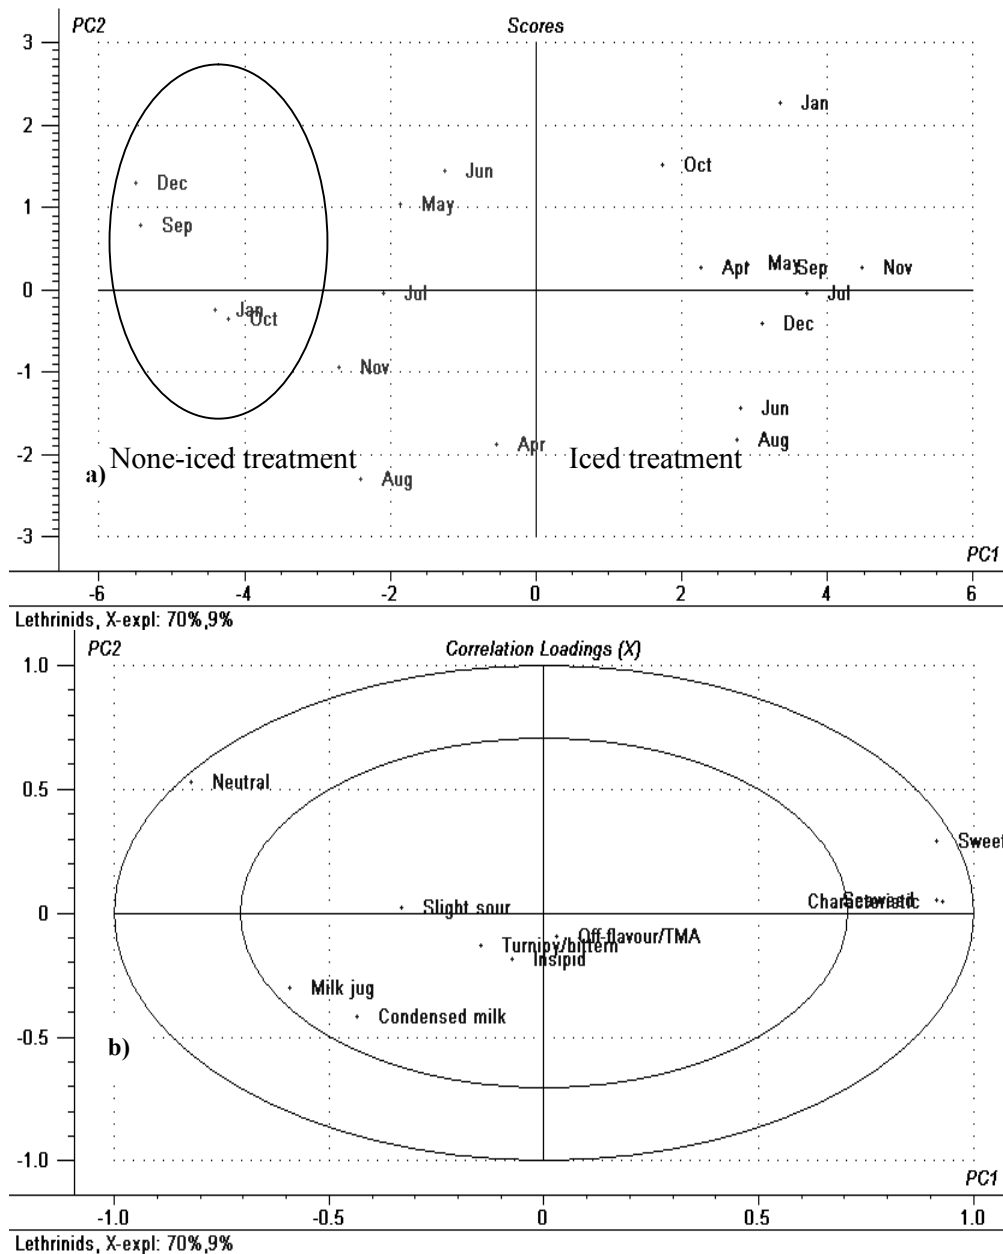 PC2
Scores
3
2
1
0
-1
-2
-3
Jan
Oct
Jun
Dec
May
Sep
Apr
May
Sep
Nov
Jul
Jul
Jan
Oct
Dec
Nov
Jun
Apr
Aug
Aug
None-iced treatment
Iced treatment
a)
PC1
-6 -4 -2 0 2 4 6
Lethrinids, X-expl: 70%,9%
PC2
Correlation Loadings (X)
1.0
0.5
0
-0.5
-1.0
Neutral
Sweet
Characteristic
Seaweed
Slight sour
Off-flavour/TMA
Turnipy/bittern
Insipid
Milk jug
Condensed milk
b)
PC1
-1.0 -0.5 0 0.5 1.0
Lethrinids, X-expl: 70%,9%